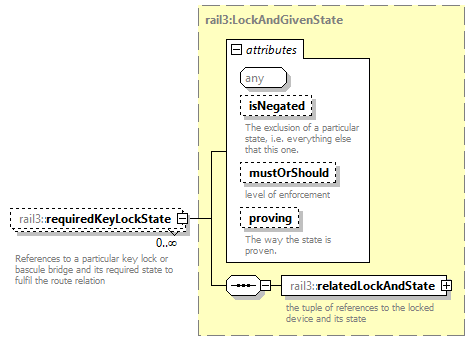 rail3:LockAndGivenState
attributes
any
isNegated
The exclusion of a particular
state, i.e. everything else
that this one.
mustOrShould
level of enforcement
proving
The way the state is
proven.
rail3::requiredKeyLockState
0..∞
References to a particular key lock or
bascule bridge and its required state to
fulfil the route relation
rail3::relatedLockAndState
the tuple of references to the locked
device and its state